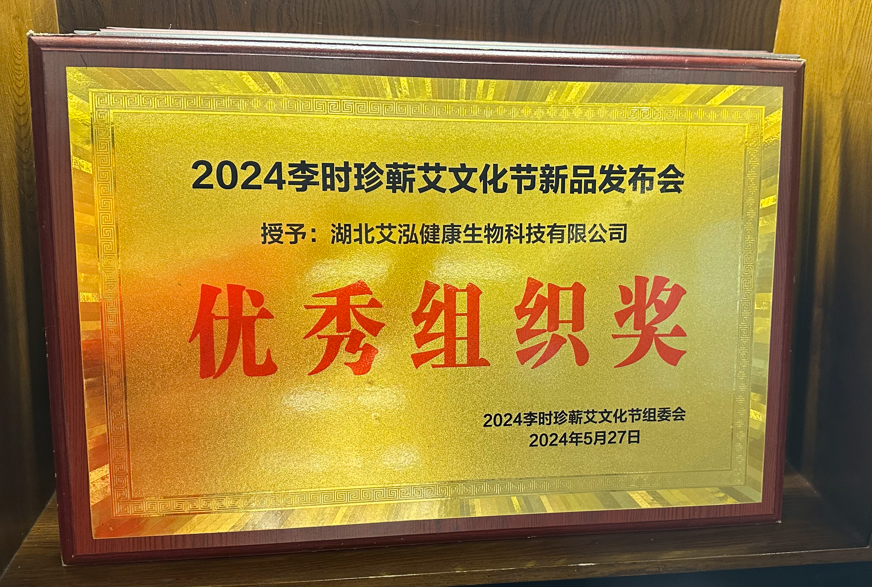 2024李时珍蕲艾文化节新品发布会
授予：湖北艾泓健康生物科技有限公司
优秀组织奖
2024李时珍蕲艾文化节组委会
2024年5月27日